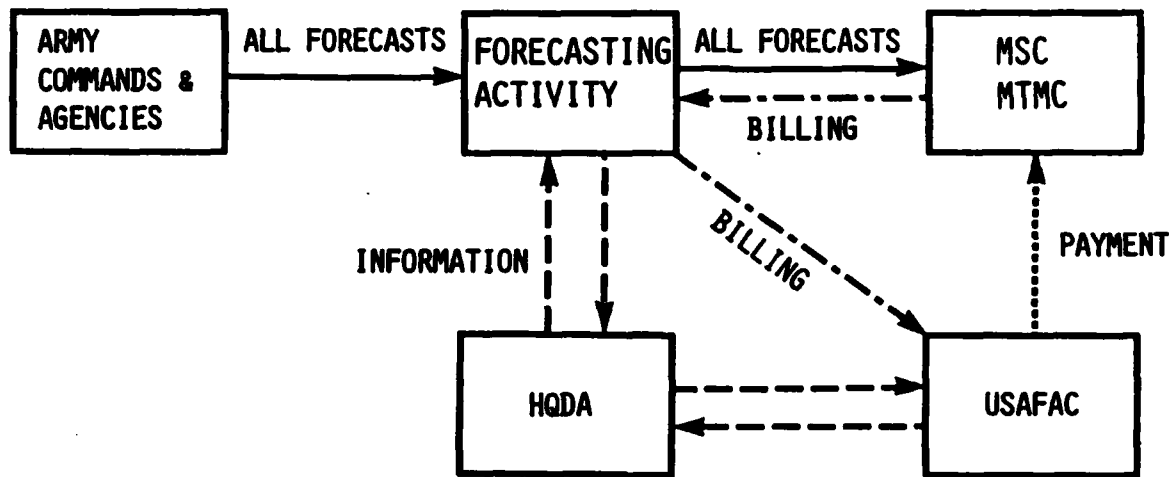 ARMY
COMMANDS &
AGENCIES
ALL FORECASTS
FORECASTING
ACTIVITY
ALL FORECASTS
MSC
MTMC
BILLING
BILLING
INFORMATION
PAYMENT
HQDA
USAFAC